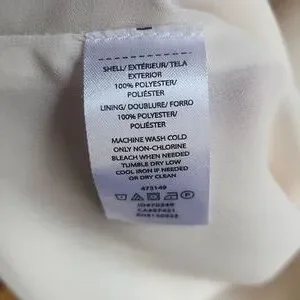 SHELL/ EXTÉRIEUR/ TELA
EXTERIOR
100% POLYESTER/
POLIÉSTER
LINING/ DOUBLURE/ FORRO
100% POLYESTER/
POLIÉSTER
MACHINE WASH COLD
ONLY NON-CHLORINE
BLEACH WHEN NEEDED
TUMBLE DRY LOW
COOL IRON IF NEEDED
OR DRY CLEAN
473149